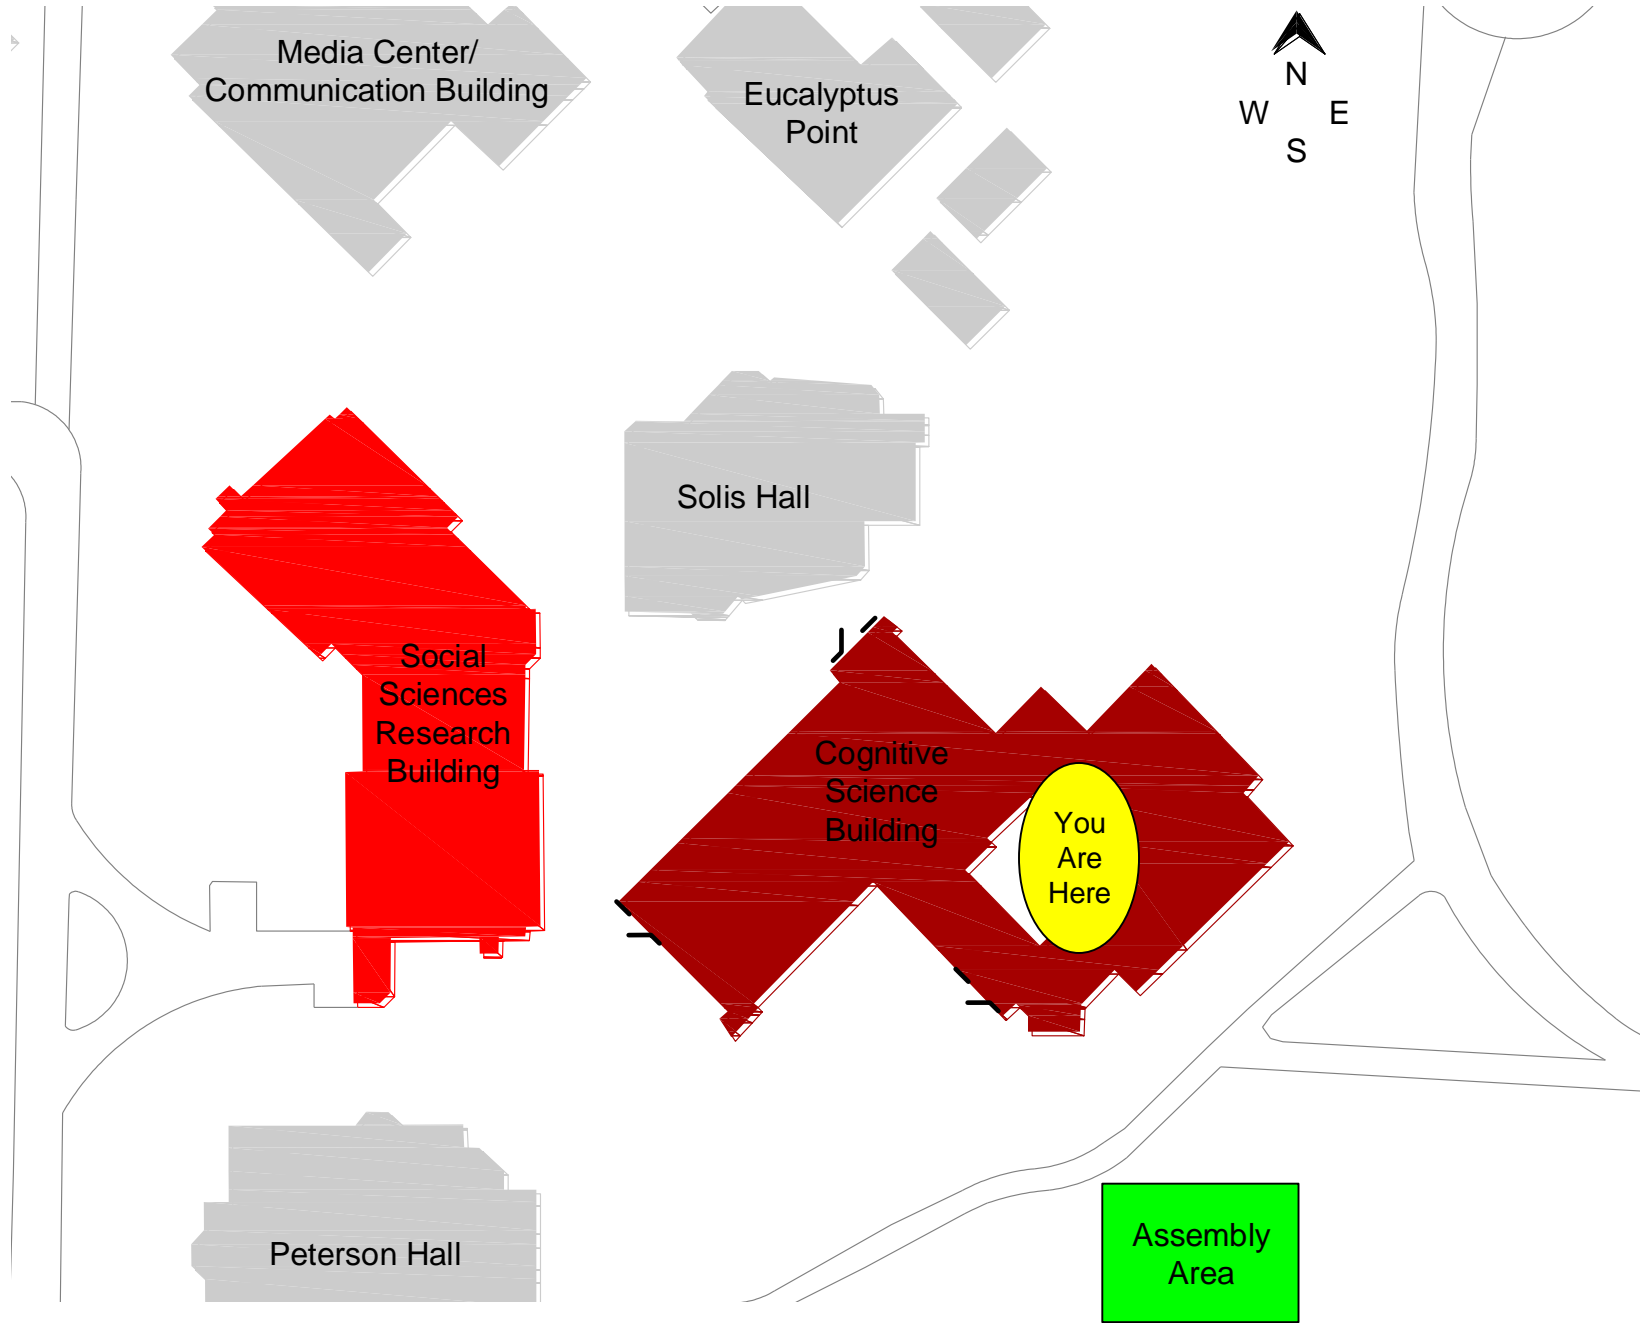 Media Center/
Communication Building
Eucalyptus
Point
N
W E
S
Solis Hall
Social
Sciences
Research
Building
Cognitive
Science
Building
You
Are
Here
Peterson Hall
Assembly
Area